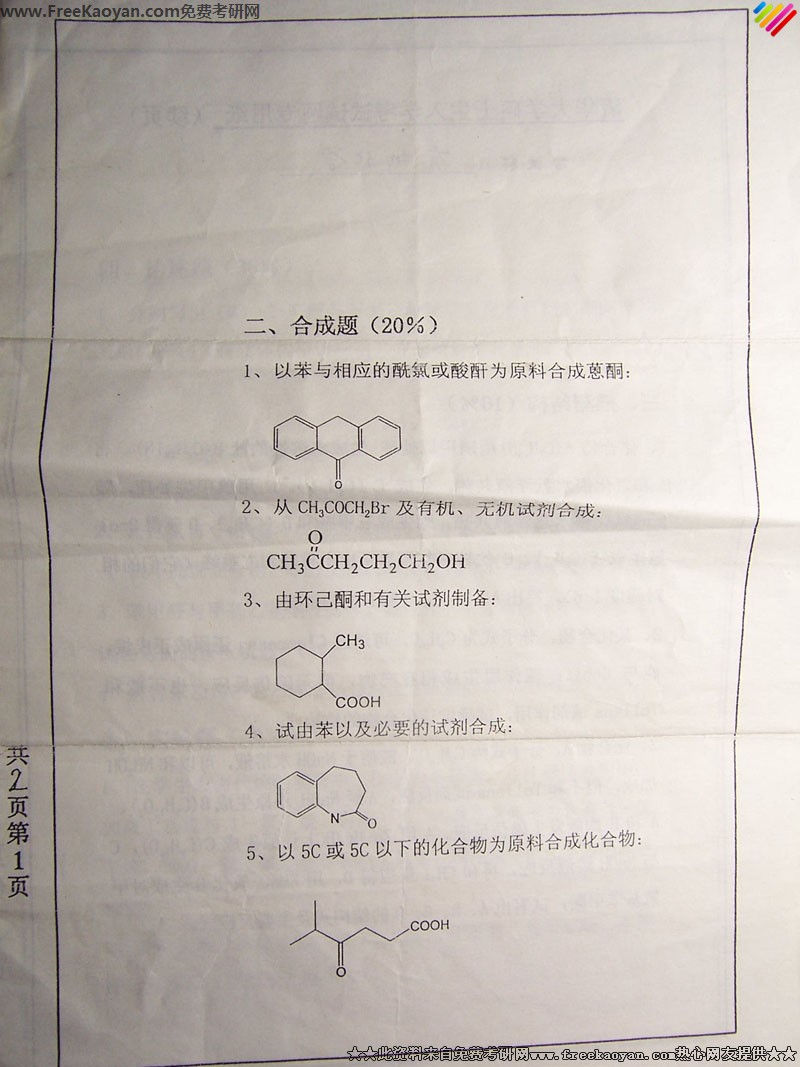 www.FreeKaoyan.com免费考研网
二、合成题（20%）
1、以苯与相应的酰氯或酸酐为原料合成蒽酮：
O
2、从 CH₃COCH₂Br 及有机、无机试剂合成：
O
CH₃CCH₂CH₂CH₂OH
3、由环己酮和有关试剂制备：
CH₃
COOH
4、试由苯以及必要的试剂合成：
N
O
5、以 5C 或 5C 以下的化合物为原料合成化合物：
COOH
O
共2页第1页
★★此资料来自免费考研网www.freekaoyan.com热心网友提供★★